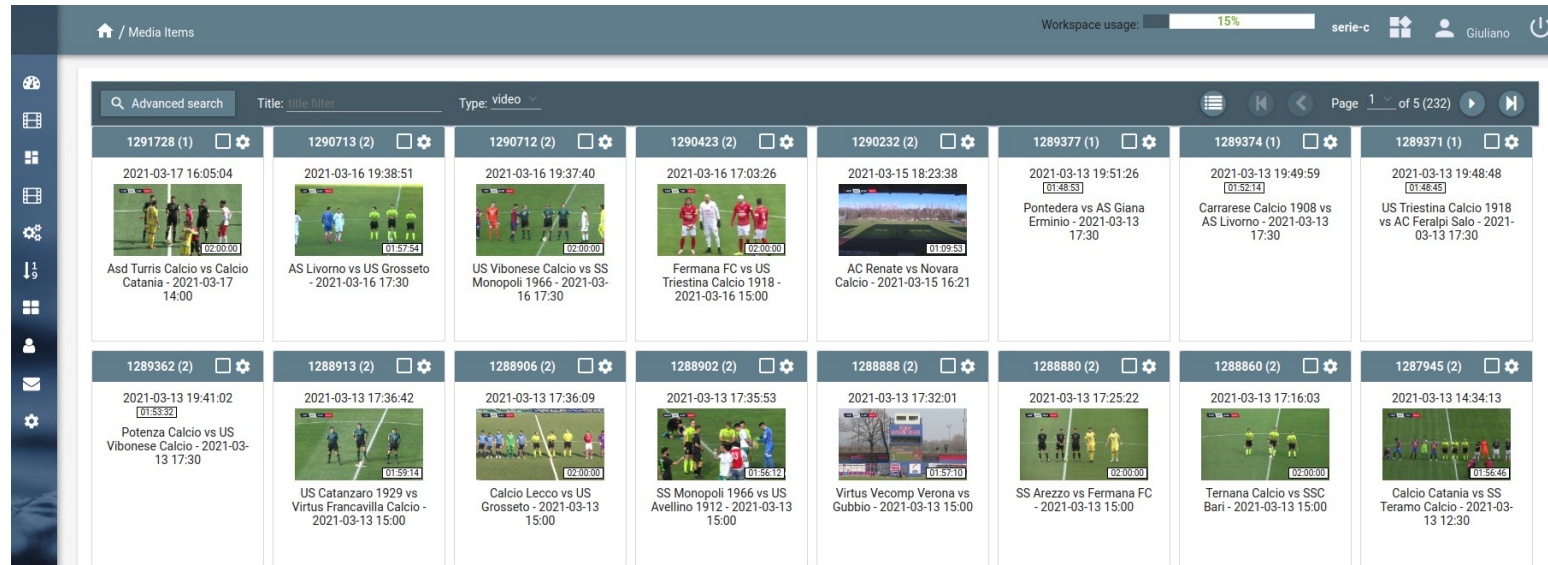 / Media Items
Workspace usage:
15%
serie-c
Giuliano
Advanced search
Title: title filter
Type: video
Page 1 of 5 (232)
1291728 (1)
2021-03-17 16:05:04
02:00:00
Asd Turris Calcio vs Calcio
Catania - 2021-03-17
14:00
1290713 (2)
2021-03-16 19:38:51
01:57:54
AS Livorno vs US Grosseto
- 2021-03-16 17:30
1290712 (2)
2021-03-16 19:37:40
02:00:00
US Vibonese Calcio vs SS
Monopoli 1966 - 2021-03-
16 17:30
1290423 (2)
2021-03-16 17:03:26
02:00:00
Fermana FC vs US
Triestina Calcio 1918 -
2021-03-16 15:00
1290232 (2)
2021-03-15 18:23:38
01:09:53
AC Renate vs Novara
Calcio - 2021-03-15 16:21
1289377 (1)
2021-03-13 19:51:26
01:48:53
Pontedera vs AS Giana
Erminio - 2021-03-13
17:30
1289374 (1)
2021-03-13 19:49:59
01:52:14
Carrarese Calcio 1908 vs
AS Livorno - 2021-03-13
17:30
1289371 (1)
2021-03-13 19:48:48
01:48:45
US Triestina Calcio 1918
vs AC Feralpi Salo - 2021-
03-13 17:30
1289362 (2)
2021-03-13 19:41:02
01:53:32
Potenza Calcio vs US
Vibonese Calcio - 2021-03-
13 17:30
1288913 (2)
2021-03-13 17:36:42
01:59:14
US Catanzaro 1929 vs
Virtus Francavilla Calcio -
2021-03-13 15:00
1288906 (2)
2021-03-13 17:36:09
02:00:00
Calcio Lecco vs US
Grosseto - 2021-03-13
15:00
1288902 (2)
2021-03-13 17:35:53
01:56:12
SS Monopoli 1966 vs US
Avellino 1912 - 2021-03-13
15:00
1288888 (2)
2021-03-13 17:32:01
01:57:10
Virtus Vecomp Verona vs
Gubbio - 2021-03-13 15:00
1288880 (2)
2021-03-13 17:25:22
02:00:00
SS Arezzo vs Fermana FC
- 2021-03-13 15:00
1288860 (2)
2021-03-13 17:16:03
02:00:00
Ternana Calcio vs SSC
Bari - 2021-03-13 15:00
1287945 (2)
2021-03-13 14:34:13
01:56:46
Calcio Catania vs SS
Teramo Calcio - 2021-03-
13 12:30